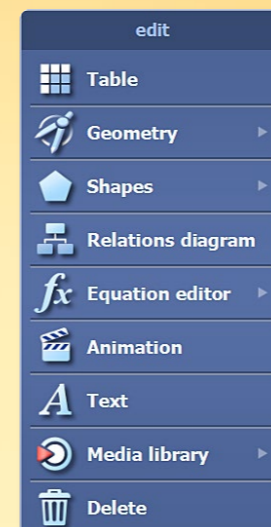 edit
Table
Geometry
Shapes
Relations diagram
Equation editor
Animation
Text
Media library
Delete